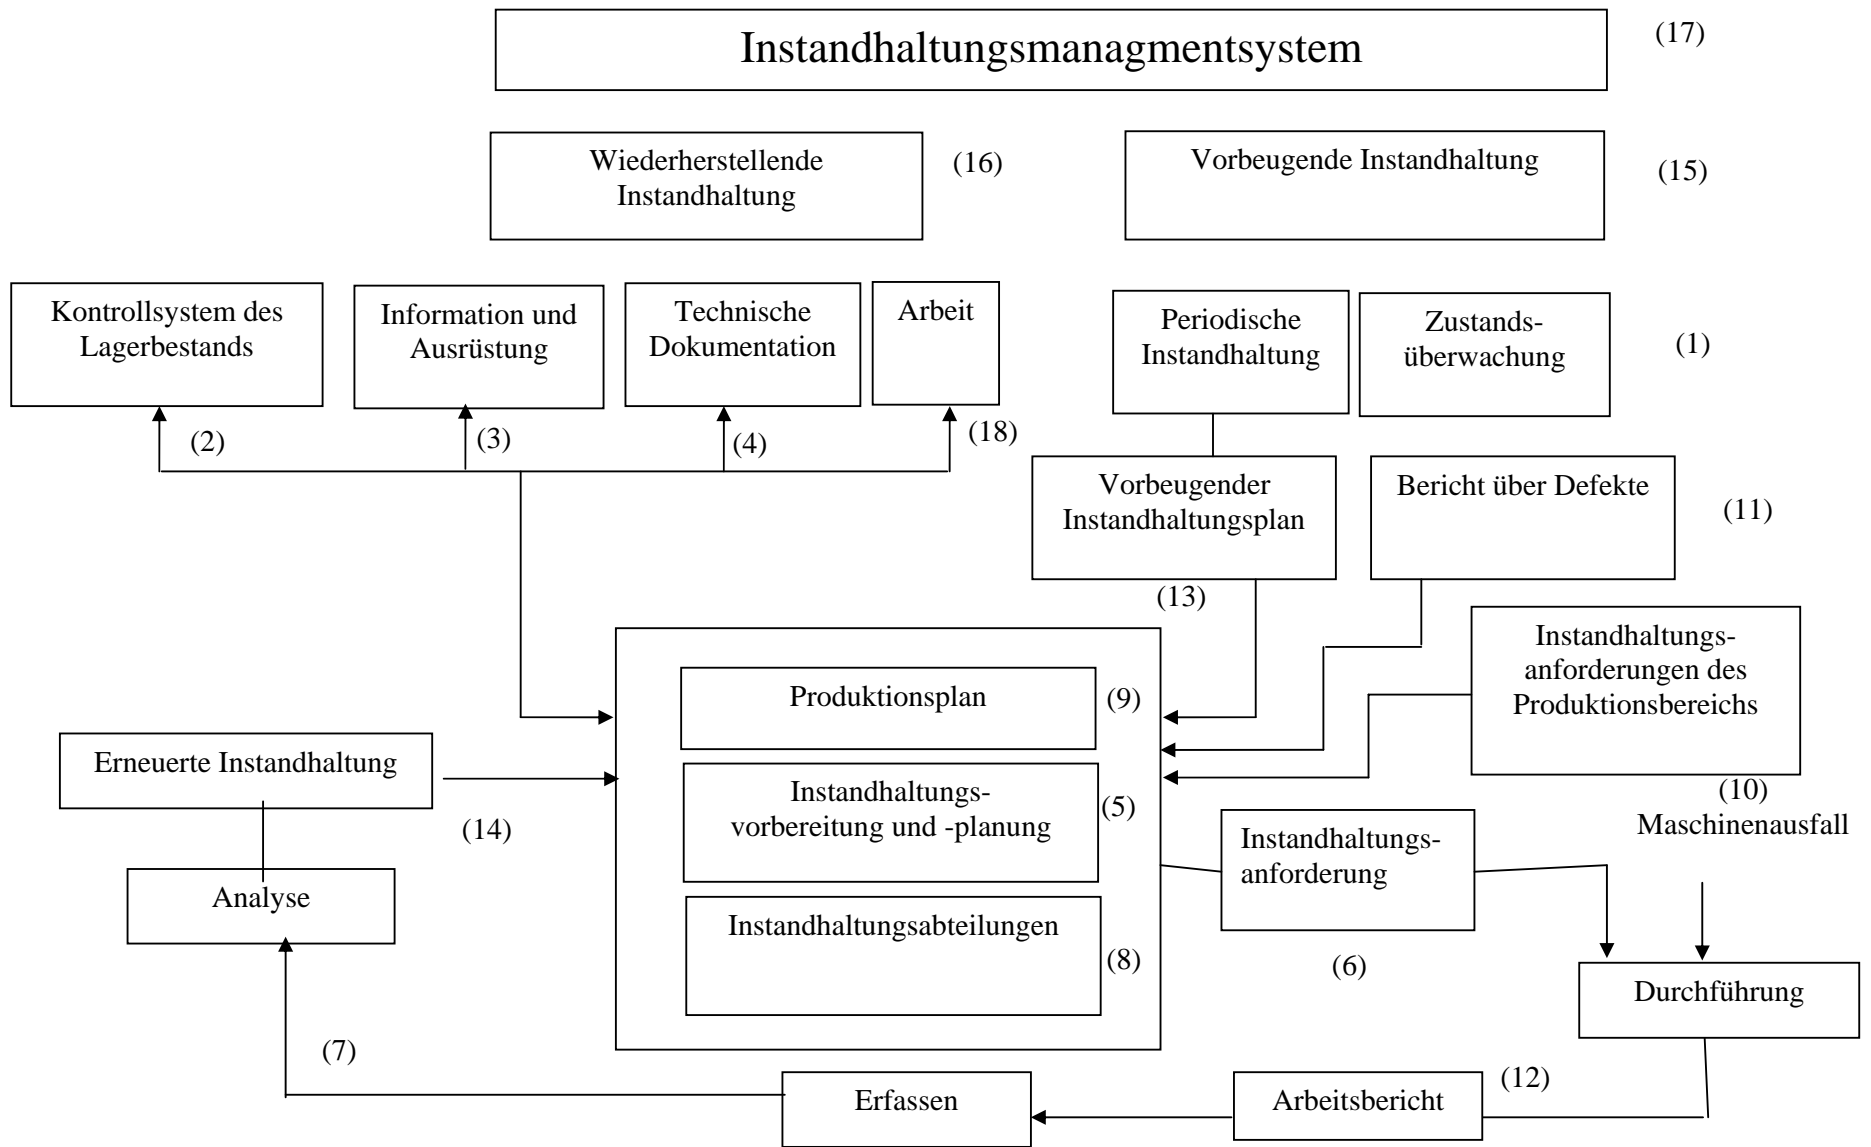 Instandhaltungsmanagmentsystem
(17)
Wiederherstellende
Instandhaltung
(16)
Vorbeugende Instandhaltung
(15)
Kontrollsystem des
Lagerbestands
Information und
Ausrüstung
Technische
Dokumentation
Arbeit
Periodische
Instandhaltung
Zustands-
überwachung
(1)
(2)
(3)
(4)
(18)
Vorbeugender
Instandhaltungsplan
Bericht über Defekte
(11)
(13)
Instandhaltungs-
anforderungen des
Produktionsbereichs
Produktionsplan
(9)
Erneuerte Instandhaltung
(14)
Instandhaltungs-
vorbereitung und -planung
(5)
(10)
Maschinenausfall
Instandhaltungs-
anforderung
Analyse
Instandhaltungsabteilungen
(8)
(6)
Durchführung
(7)
Erfassen
Arbeitsbericht
(12)